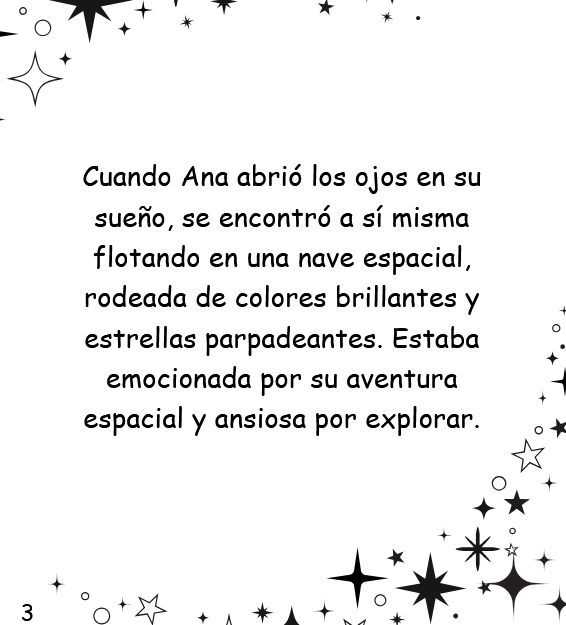 Cuando Ana abrió los ojos en su
sueño, se encontró a sí misma
flotando en una nave espacial,
rodeada de colores brillantes y
estrellas parpadeantes. Estaba
emocionada por su aventura
espacial y ansiosa por explorar.
3